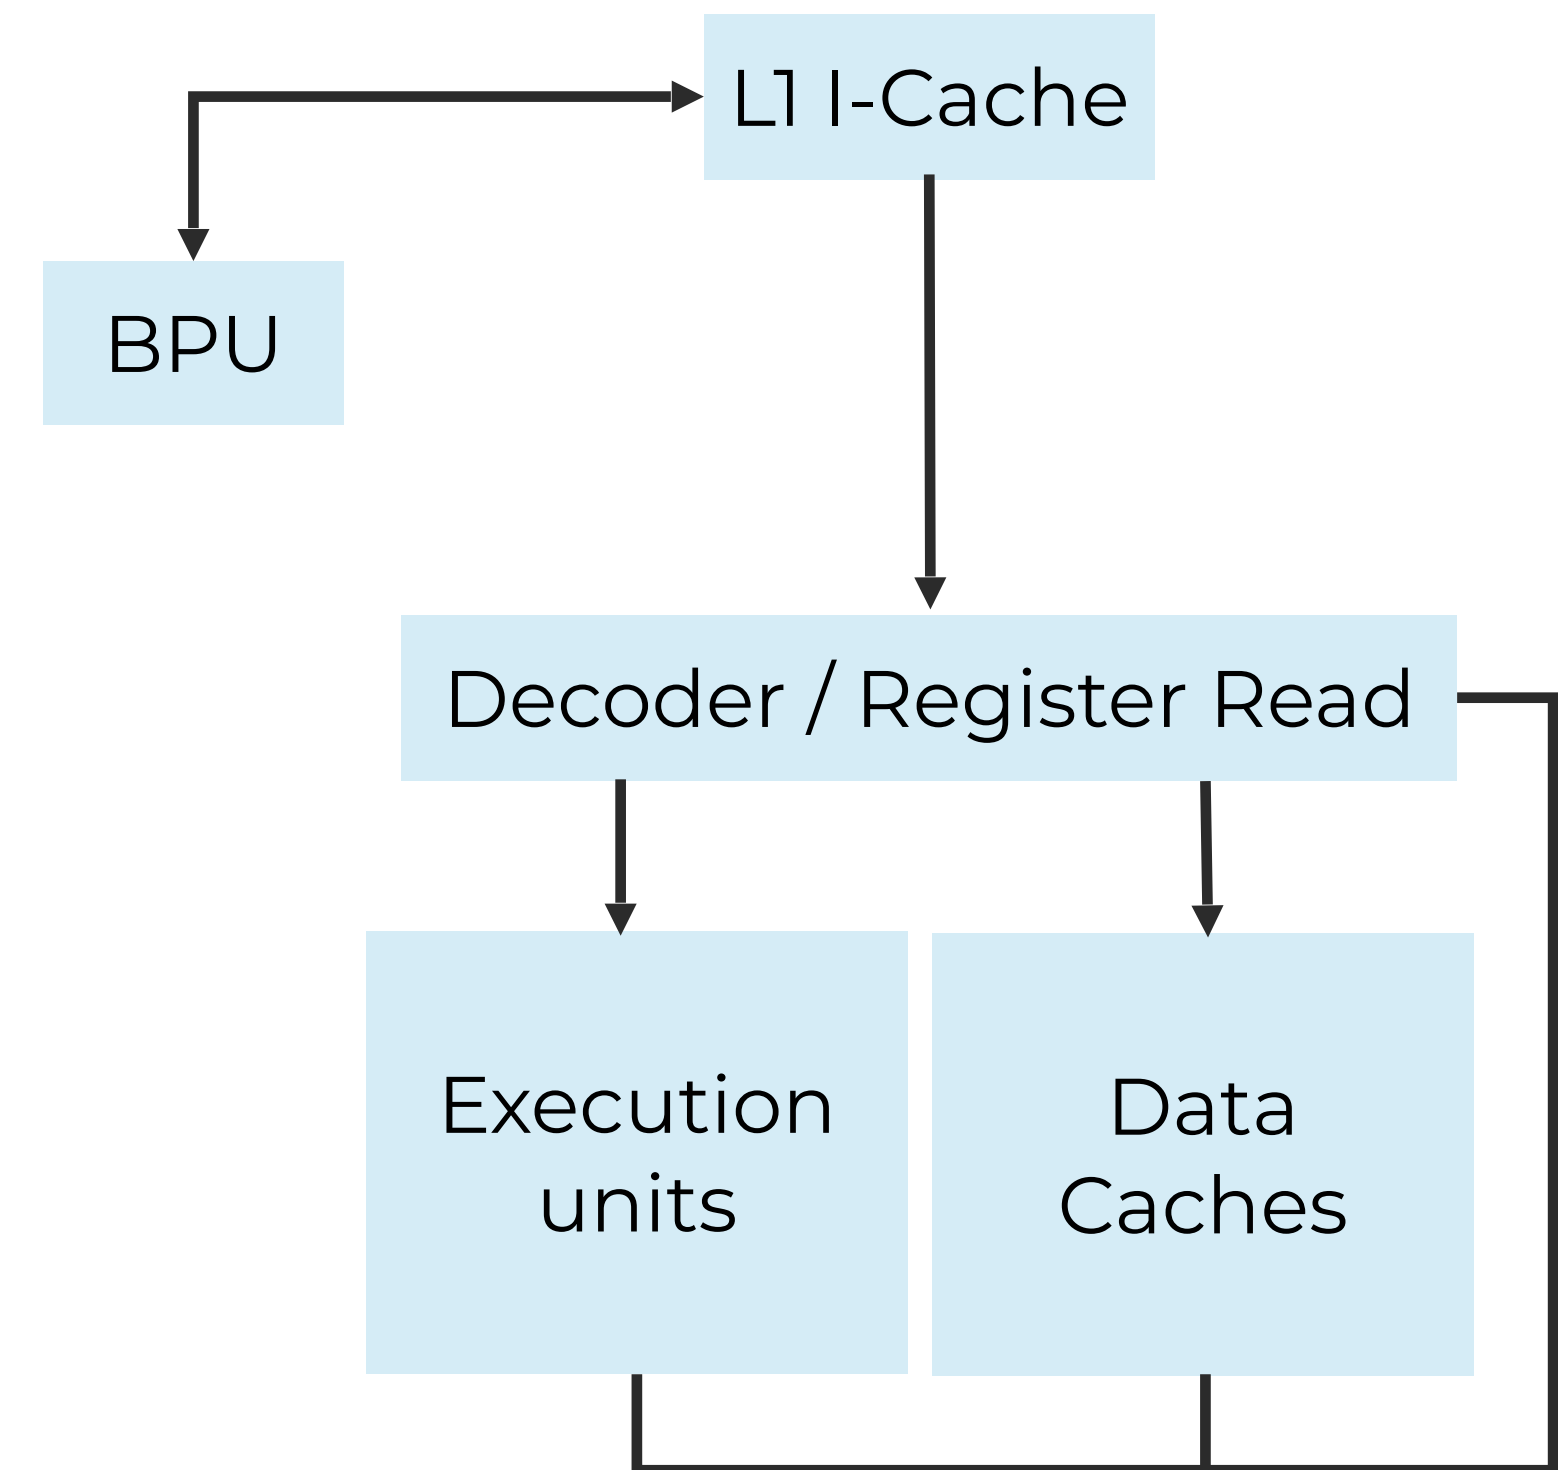 L1 I-Cache
BPU
Decoder / Register Read
Execution
units
Data
Caches